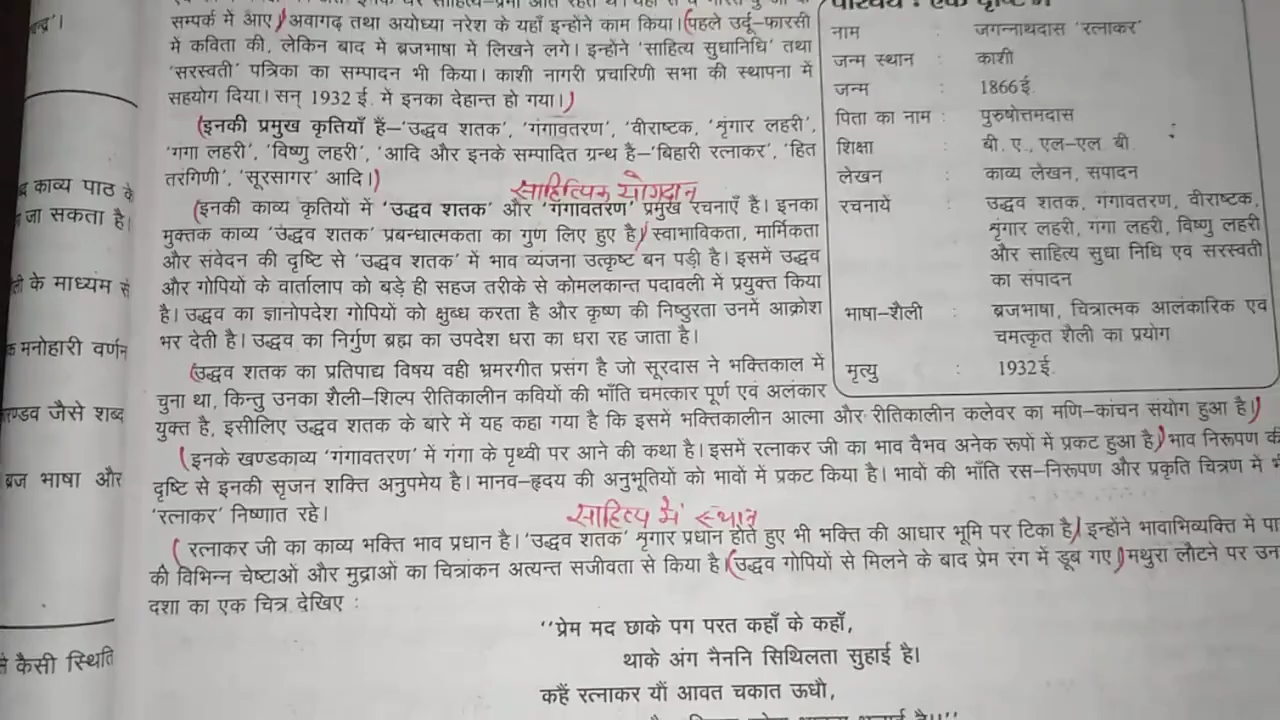 सम्पर्क में आए) अवागढ़ तथा अयोध्या नरेश के यहाँ इन्होंने काम किया। (पहले उर्दू-फारसी
में कविता की, लेकिन बाद में ब्रजभाषा में लिखने लगे। इन्होंने 'साहित्य सुधानिधि' तथा
'सरस्वती' पत्रिका का सम्पादन भी किया। काशी नागरी प्रचारिणी सभा की स्थापना में
सहयोग दिया। सन् 1932 ई. में इनका देहान्त हो गया।)
(इनकी प्रमुख कृतियाँ हैं–'उद्धव शतक', 'गंगावतरण', 'वीराष्टक, 'शृंगार लहरी',
'गंगा लहरी', 'विष्णु लहरी', 'आदि और इनके सम्पादित ग्रन्थ है–'बिहारी रत्नाकर', 'हित
तरंगिणी', 'सूरसागर' आदि।)
साहित्यिक योगदान
(इनकी काव्य कृतियों में 'उद्धव शतक' और 'गंगावतरण' प्रमुख रचनाएँ है। इनका
मुक्तक काव्य 'उद्धव शतक' प्रबन्धात्मकता का गुण लिए हुए है) स्वाभाविकता, मार्मिकता
और संवेदन की दृष्टि से 'उद्धव शतक' में भाव व्यंजना उत्कृष्ट बन पड़ी है। इसमें उद्धव
और गोपियों के वार्तालाप को बड़े ही सहज तरीके से कोमलकान्त पदावली में प्रयुक्त किया
है। उद्धव का ज्ञानोपदेश गोपियों को क्षुब्ध करता है और कृष्ण की निष्ठुरता उनमें आक्रोश
भर देती है। उद्धव का निर्गुण ब्रह्म का उपदेश धरा का धरा रह जाता है।
(उद्धव शतक का प्रतिपाद्य विषय वही भ्रमरगीत प्रसंग है जो सूरदास ने भक्तिकाल में
चुना था, किन्तु उनका शैली-शिल्प रीतिकालीन कवियों की भाँति चमत्कार पूर्ण एवं अलंकार
युक्त है, इसीलिए उद्धव शतक के बारे में यह कहा गया है कि इसमें भक्तिकालीन आत्मा और रीतिकालीन कलेवर का मणि-कांचन संयोग हुआ है।)
(इनके खण्डकाव्य 'गंगावतरण' में गंगा के पृथ्वी पर आने की कथा है। इसमें रत्नाकर जी का भाव वैभव अनेक रूपों में प्रकट हुआ है) भाव निरूपण की
दृष्टि से इनकी सृजन शक्ति अनुपमेय है। मानव-हृदय की अनुभूतियों को भावों में प्रकट किया है। भावों की भाँति रस-निरूपण और प्रकृति चित्रण में
'रत्नाकर' निष्णात रहे।
साहित्य में स्थान
(रत्नाकर जी का काव्य भक्ति भाव प्रधान है। 'उद्धव शतक' शृंगार प्रधान होते हुए भी भक्ति की आधार भूमि पर टिका है) इन्होंने भावाभिव्यक्ति में
की विभिन्न चेष्टाओं और मुद्राओं का चित्रांकन अत्यन्त सजीवता से किया है। (उद्धव गोपियों से मिलने के बाद प्रेम रंग में डूब गए) मथुरा लौटने पर
दशा का एक चित्र देखिए :
''प्रेम मद छाके पग परत कहाँ के कहाँ,
थाके अंग नैननि सिथिलता सुहाई है।
कहैं रत्नाकर यौं आवत चकात ऊधौ,
परिचय : एक दृष्टि में
नाम : जगन्नाथदास 'रत्नाकर'
जन्म स्थान : काशी
जन्म : 1866 ई.
पिता का नाम : पुरुषोत्तमदास
शिक्षा : बी. ए., एल-एल. बी.
लेखन : काव्य लेखन, संपादन
रचनायें : उद्धव शतक, गंगावतरण, वीराष्टक,
शृंगार लहरी, गंगा लहरी, विष्णु लहरी
और साहित्य सुधा निधि एवं सरस्वती
का संपादन
भाषा-शैली : ब्रजभाषा, चित्रात्मक आलंकारिक एवं
चमत्कृत शैली का प्रयोग
मृत्यु : 1932 ई.
काव्य पाठ के
जा सकता है।
के माध्यम से
मनोहारी वर्णन
जैसे शब्द
ब्रज भाषा और
कैसी स्थिति